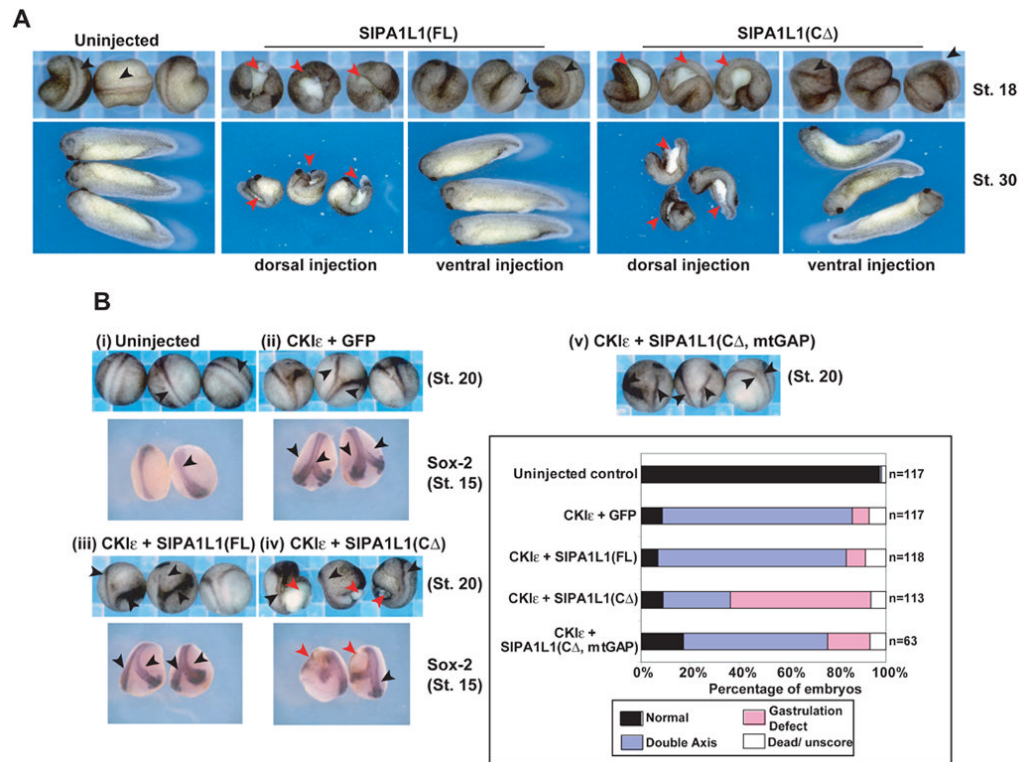 A
Uninjected
SIPA1L1(FL)
SIPA1L1(CΔ)
St. 18
St. 30
dorsal injection
ventral injection
dorsal injection
ventral injection
B
(i) Uninjected
(ii) CKIε + GFP
(St. 20)
Sox-2
(St. 15)
(iii) CKIε + SIPA1L1(FL)
(iv) CKIε + SIPA1L1(CΔ)
(St. 20)
Sox-2
(St. 15)
(v) CKIε + SIPA1L1(CΔ, mtGAP)
(St. 20)
Uninjected control
n=117
CKIε + GFP
n=117
CKIε + SIPA1L1(FL)
n=118
CKIε + SIPA1L1(CΔ)
n=113
CKIε +
SIPA1L1(CΔ, mtGAP)
n=63
0% 20% 40% 60% 80% 100%
Percentage of embryos
Normal
Gastrulation
Defect
Double Axis
Dead/ unscore